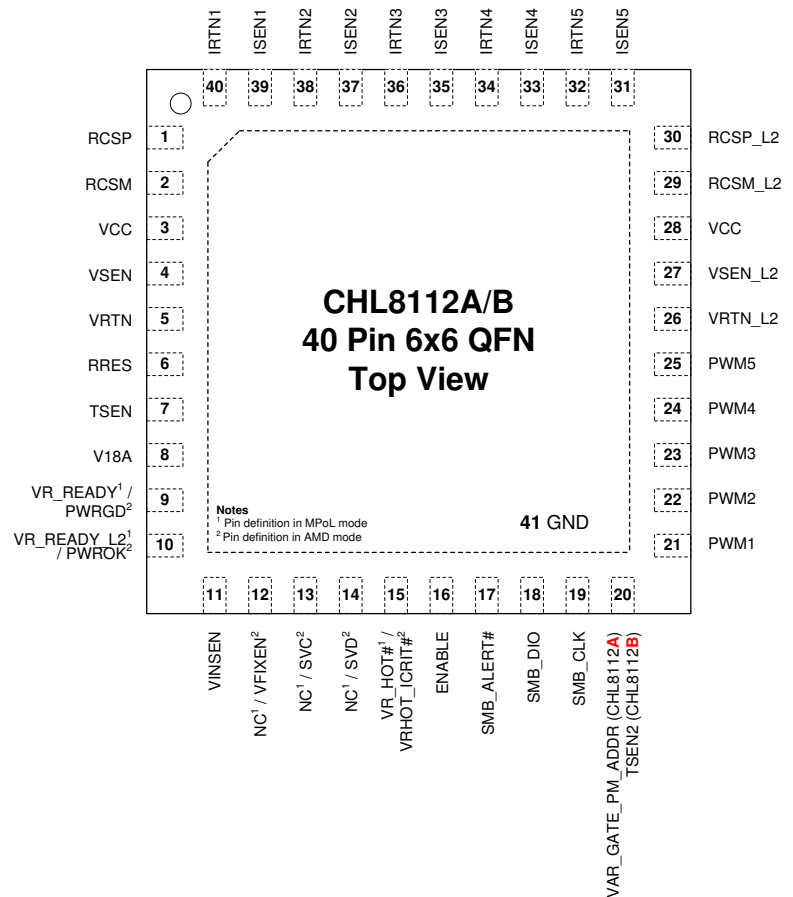 IRTN1
ISEN1
IRTN2
ISEN2
IRTN3
ISEN3
IRTN4
ISEN4
IRTN5
ISEN5
40
39
38
37
36
35
34
33
32
31
RCSP 1
RCSM 2
VCC 3
VSEN 4
VRTN 5
RRES 6
TSEN 7
V18A 8
VR_READY¹ /
PWRGD² 9
VR_READY_L2¹
/ PWROK² 10
CHL8112A/B
40 Pin 6x6 QFN
Top View
Notes
¹ Pin definition in MPoL mode
² Pin definition in AMD mode
41 GND
30 RCSP_L2
29 RCSM_L2
28 VCC
27 VSEN_L2
26 VRTN_L2
25 PWM5
24 PWM4
23 PWM3
22 PWM2
21 PWM1
11
12
13
14
15
16
17
18
19
20
VINSEN
NC¹ / VFIXEN²
NC¹ / SVC²
NC¹ / SVD²
VR_HOT#¹ /
VRHOT_ICRIT#²
ENABLE
SMB_ALERT#
SMB_DIO
SMB_CLK
VAR_GATE_PM_ADDR (CHL8112A)
TSEN2 (CHL8112B)